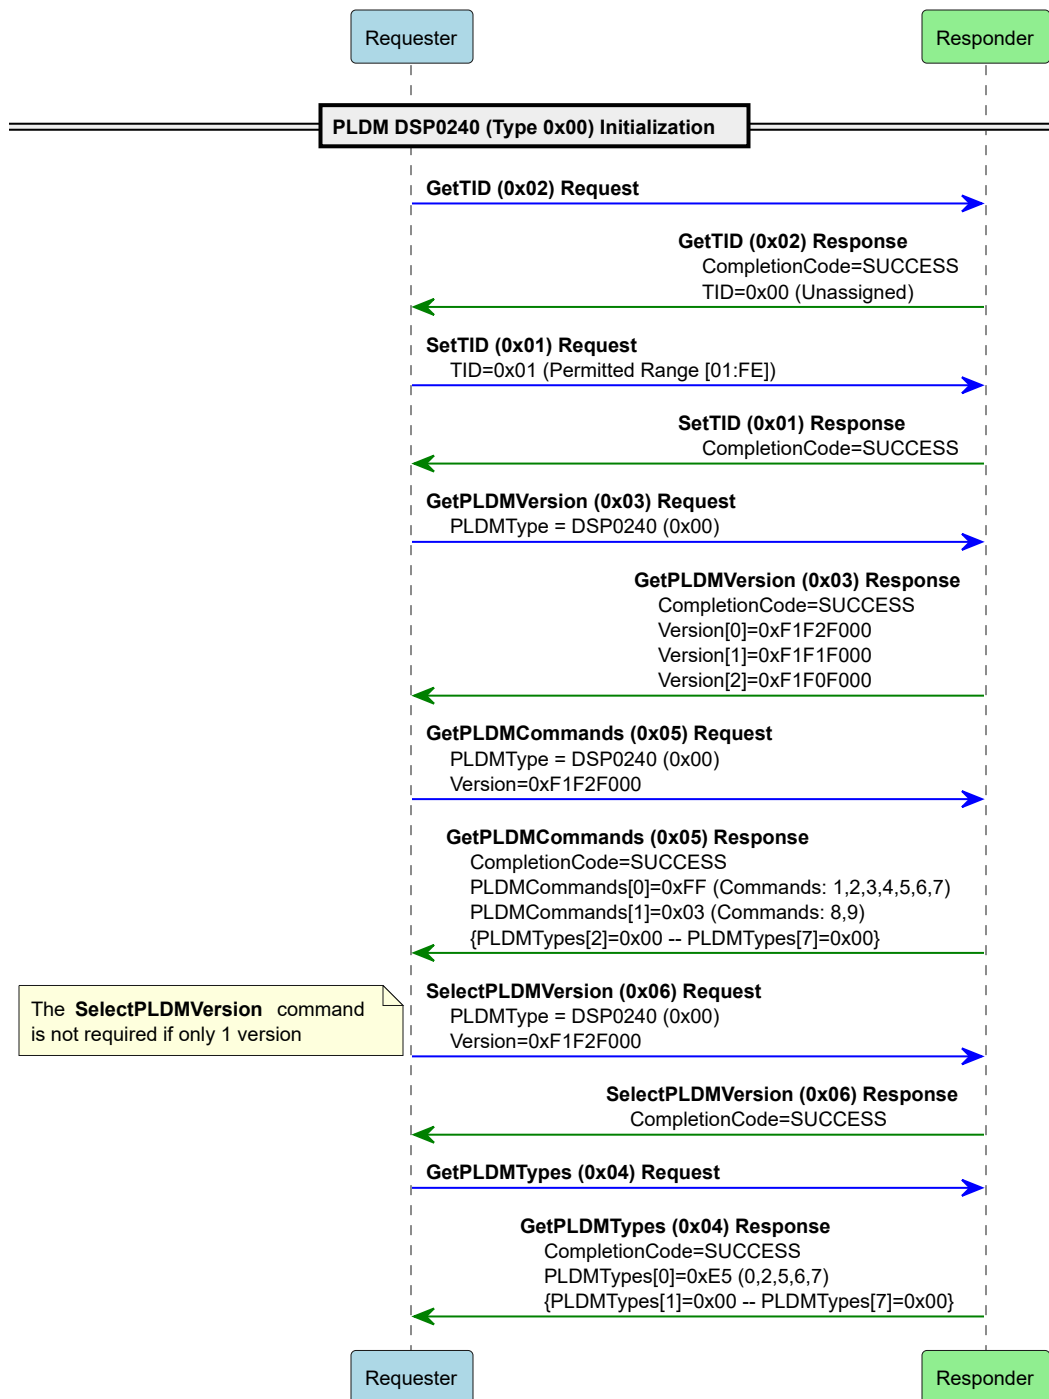 Requester
Responder
PLDM DSP0240 (Type 0x00) Initialization
GetTID (0x02) Request
GetTID (0x02) Response
CompletionCode=SUCCESS
TID=0x00 (Unassigned)
SetTID (0x01) Request
TID=0x01 (Permitted Range [01:FE])
SetTID (0x01) Response
CompletionCode=SUCCESS
GetPLDMVersion (0x03) Request
PLDMType = DSP0240 (0x00)
GetPLDMVersion (0x03) Response
CompletionCode=SUCCESS
Version[0]=0xF1F2F000
Version[1]=0xF1F1F000
Version[2]=0xF1F0F000
GetPLDMCommands (0x05) Request
PLDMType = DSP0240 (0x00)
Version=0xF1F2F000
GetPLDMCommands (0x05) Response
CompletionCode=SUCCESS
PLDMCommands[0]=0xFF (Commands: 1,2,3,4,5,6,7)
PLDMCommands[1]=0x03 (Commands: 8,9)
{PLDMTypes[2]=0x00 -- PLDMTypes[7]=0x00}
The SelectPLDMVersion command
is not required if only 1 version
SelectPLDMVersion (0x06) Request
PLDMType = DSP0240 (0x00)
Version=0xF1F2F000
SelectPLDMVersion (0x06) Response
CompletionCode=SUCCESS
GetPLDMTypes (0x04) Request
GetPLDMTypes (0x04) Response
CompletionCode=SUCCESS
PLDMTypes[0]=0xE5 (0,2,5,6,7)
{PLDMTypes[1]=0x00 -- PLDMTypes[7]=0x00}
Requester
Responder